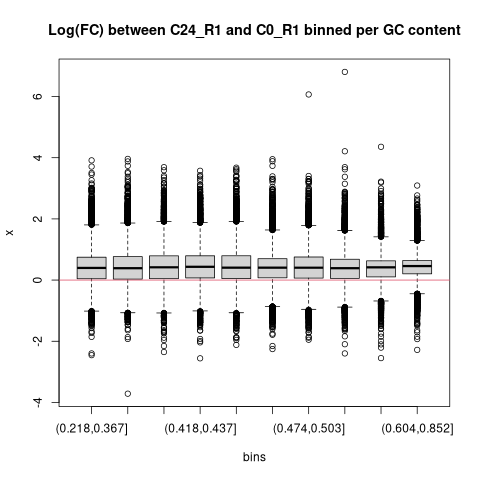 Log(FC) between C24_R1 and C0_R1 binned per GC content
6
4
2
0
-2
-4
x
(0.218,0.367] (0.418,0.437] (0.474,0.503] (0.604,0.852]
bins